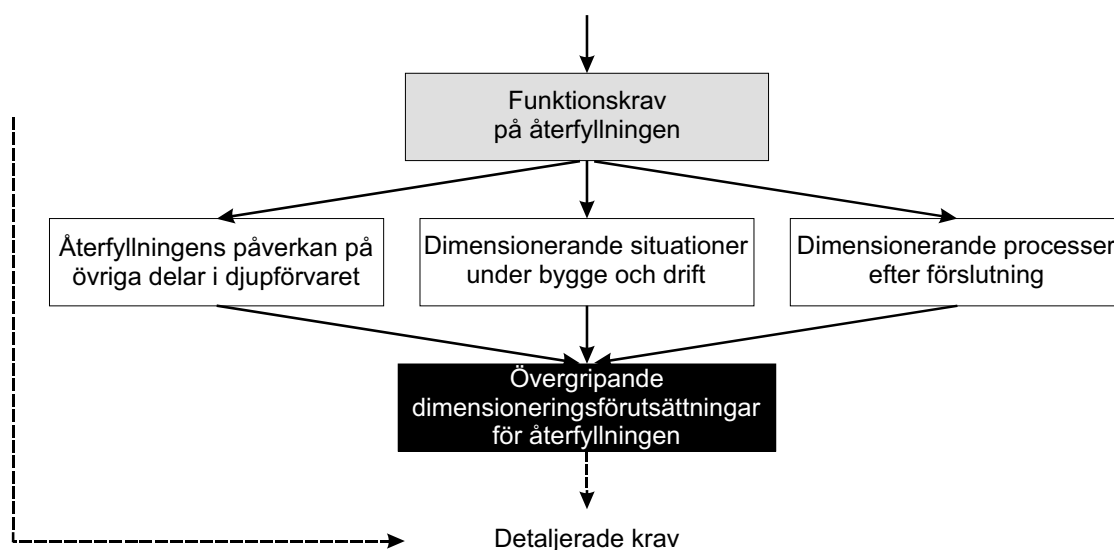 Funktionskrav
på återfyllningen
Återfyllningens påverkan på
övriga delar i djupförvaret
Dimensionerande situationer
under bygge och drift
Dimensionerande processer
efter förslutning
Övergripande
dimensioneringsförutsättningar
för återfyllningen
Detaljerade krav